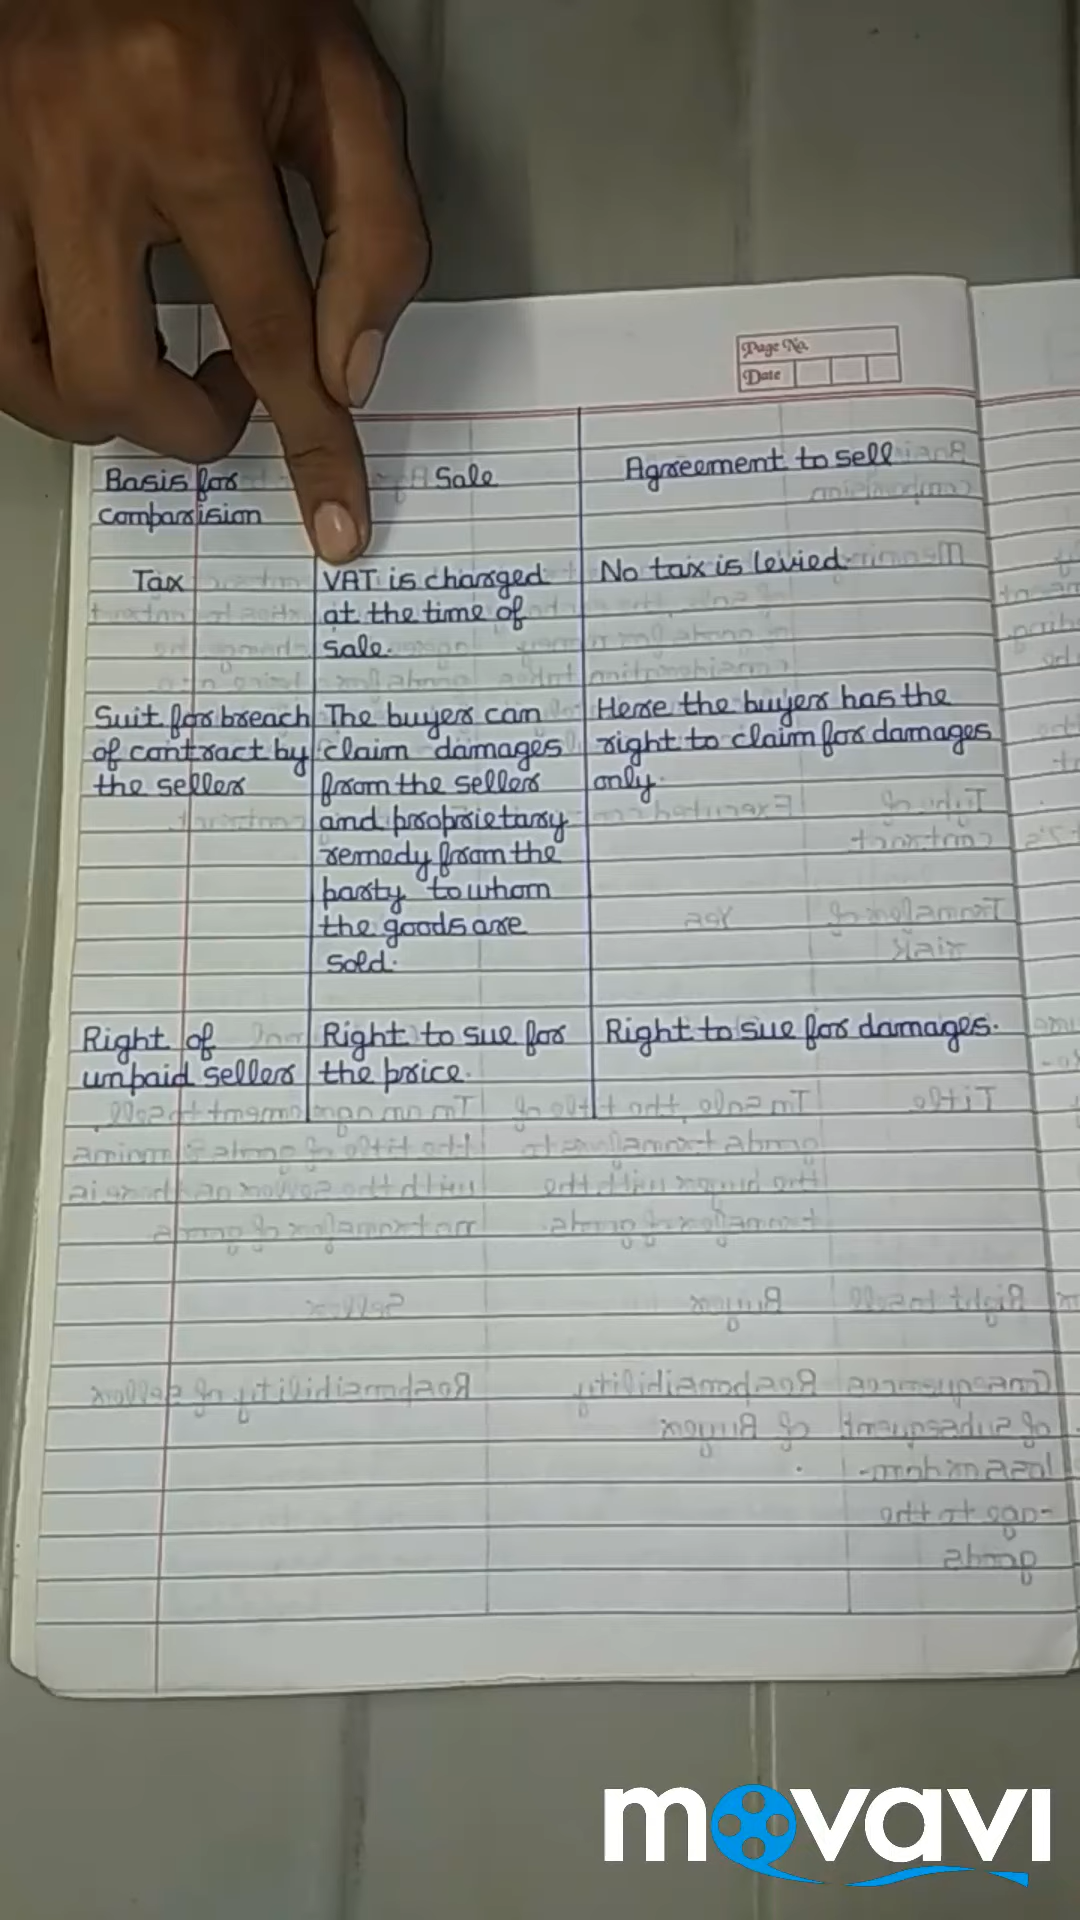 Page No.
Date
Basis for Sale Agreement to sell
comparision
Tax VAT is charged No tax is levied.
at the time of
sale.
Suit for breach The buyer can Here the buyer has the
of contract by claim damages right to claim for damages
the seller from the seller only.
and proprietary
remedy from the
party to whom
the goods are
sold.
Right of Right to sue for Right to sue for damages.
unpaid seller the price.
movavi